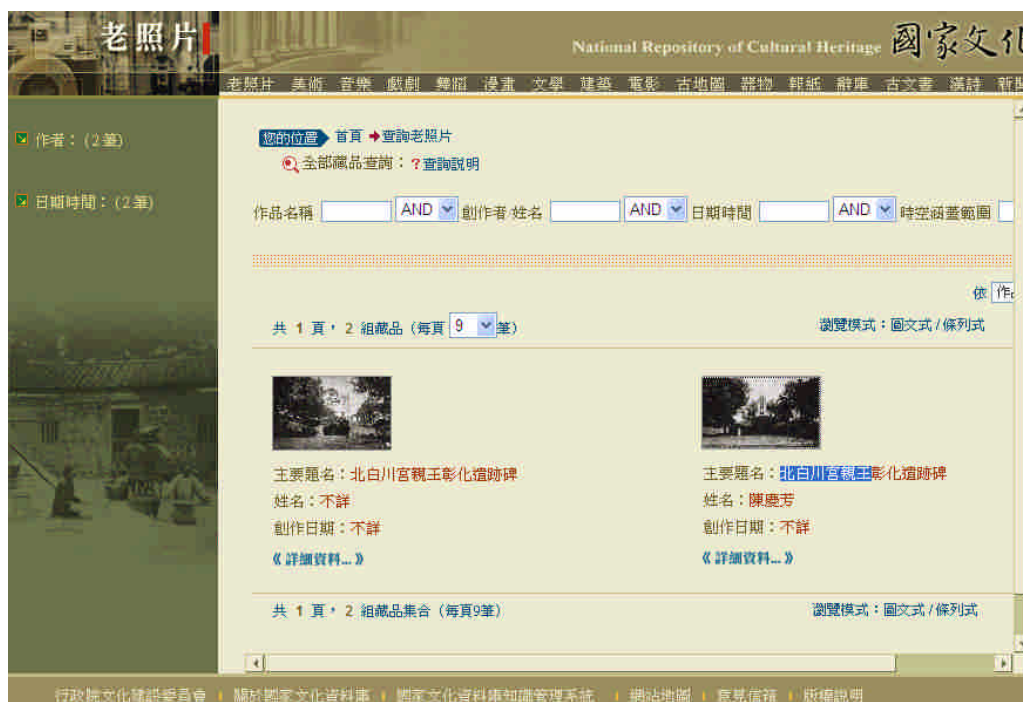 老照片
National Repository of Cultural Heritage 國家文化
老照片 美術 音樂 戲劇 舞蹈 漫畫 文學 建築 電影 古地圖 器物 報紙 辭庫 古文書 漢詩
作者：(2筆)
日期時間：(2筆)
您的位置 首頁 查詢老照片
全部藏品查詢：?查詢說明
作品名稱 AND 創作者 姓名 AND 日期時間 AND 時空涵蓋範圍
依
共 1 頁，2 組藏品（每頁 9 筆）
瀏覽模式：圖文式/條列式
主要題名：北白川宮親王彰化遺跡碑
姓名：不詳
創作日期：不詳
《詳細資料...》
主要題名：北白川宮親王彰化遺跡碑
姓名：陳慶芳
創作日期：不詳
《詳細資料...》
共 1 頁，2 組藏品集合（每頁9筆）
瀏覽模式：圖文式/條列式
行政院文化建設委員會 | 關於國家文化資料庫 | 國家文化資料庫知識管理系統 | 網站地圖 | 意見信箱 | 版權說明